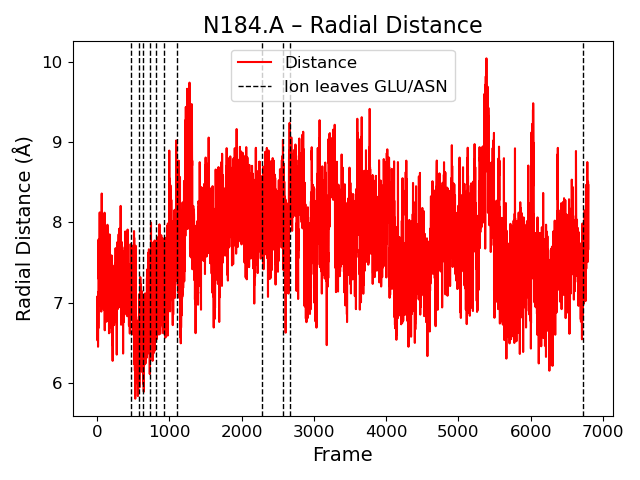 N184.A – Radial Distance
Distance
Ion leaves GLU/ASN
Radial Distance (Å)
10
9
8
7
6
0 1000 2000 3000 4000 5000 6000 7000
Frame